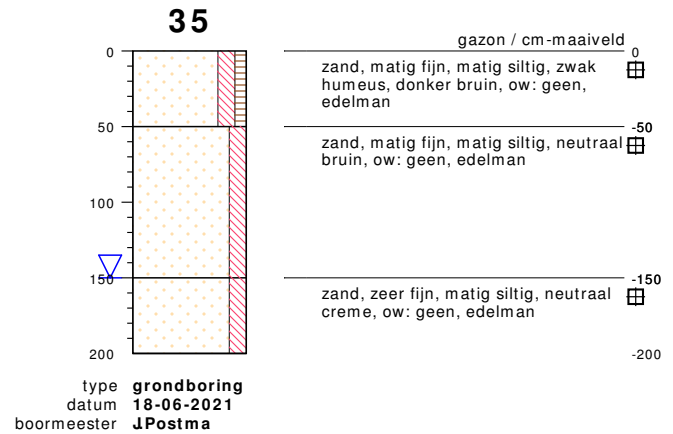 35
gazon / cm-maaiveld
0
0
zand, matig fijn, matig siltig, zwak
humeus, donker bruin, ow: geen,
edelman
50
-50
zand, matig fijn, matig siltig, neutraal
bruin, ow: geen, edelman
100
150
-150
zand, zeer fijn, matig siltig, neutraal
creme, ow: geen, edelman
200
-200
type grondboring
datum 18-06-2021
boormeester J.Postma